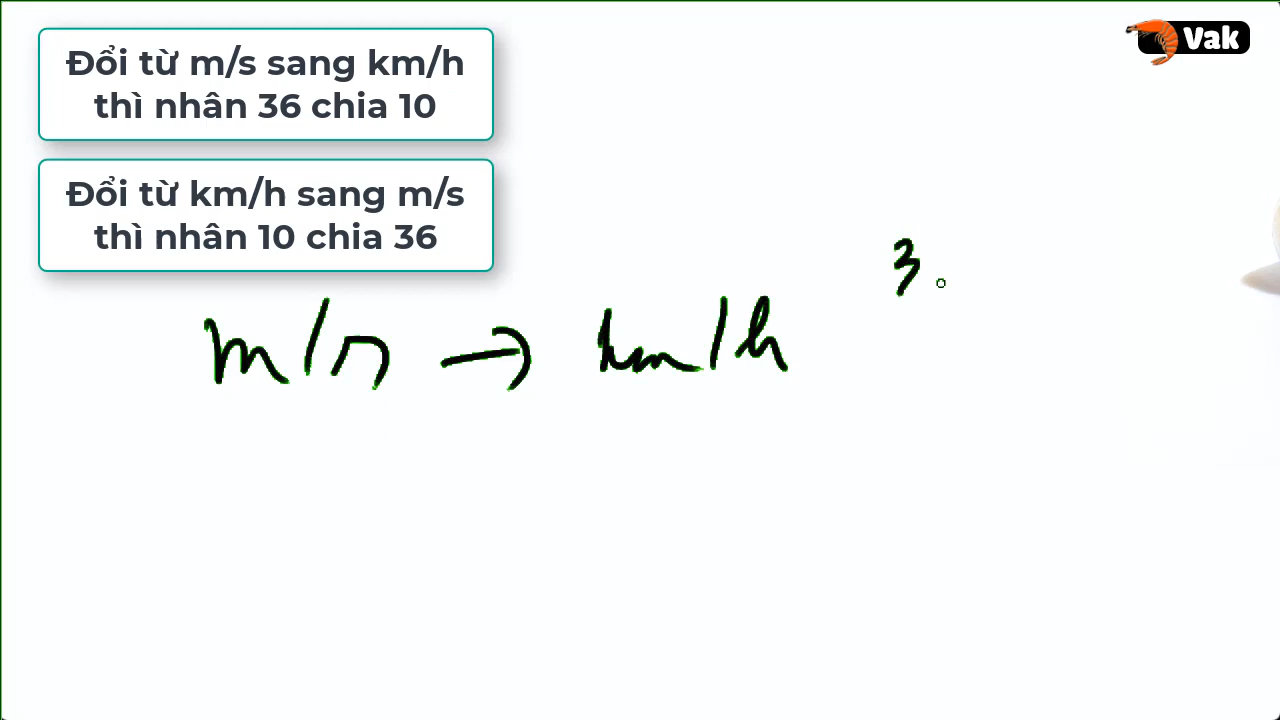 Đổi từ m/s sang km/h
thì nhân 36 chia 10
Vak
Đổi từ km/h sang m/s
thì nhân 10 chia 36
3
m/s → km/h